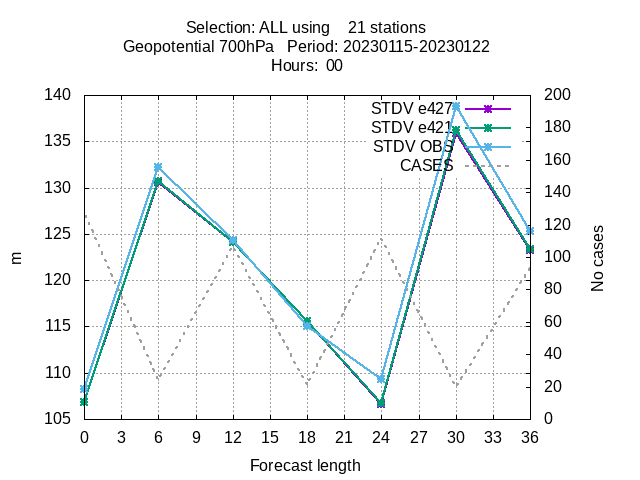 Selection: ALL using    21 stations
Geopotential 700hPa   Period: 20230115-20230122
Hours:  00
STDV e427
STDV e421
STDV OBS
CASES
140
135
130
125
120
115
110
105
m
200
180
160
140
120
100
80
60
40
20
0
No cases
0 3 6 9 12 15 18 21 24 27 30 33 36
Forecast length